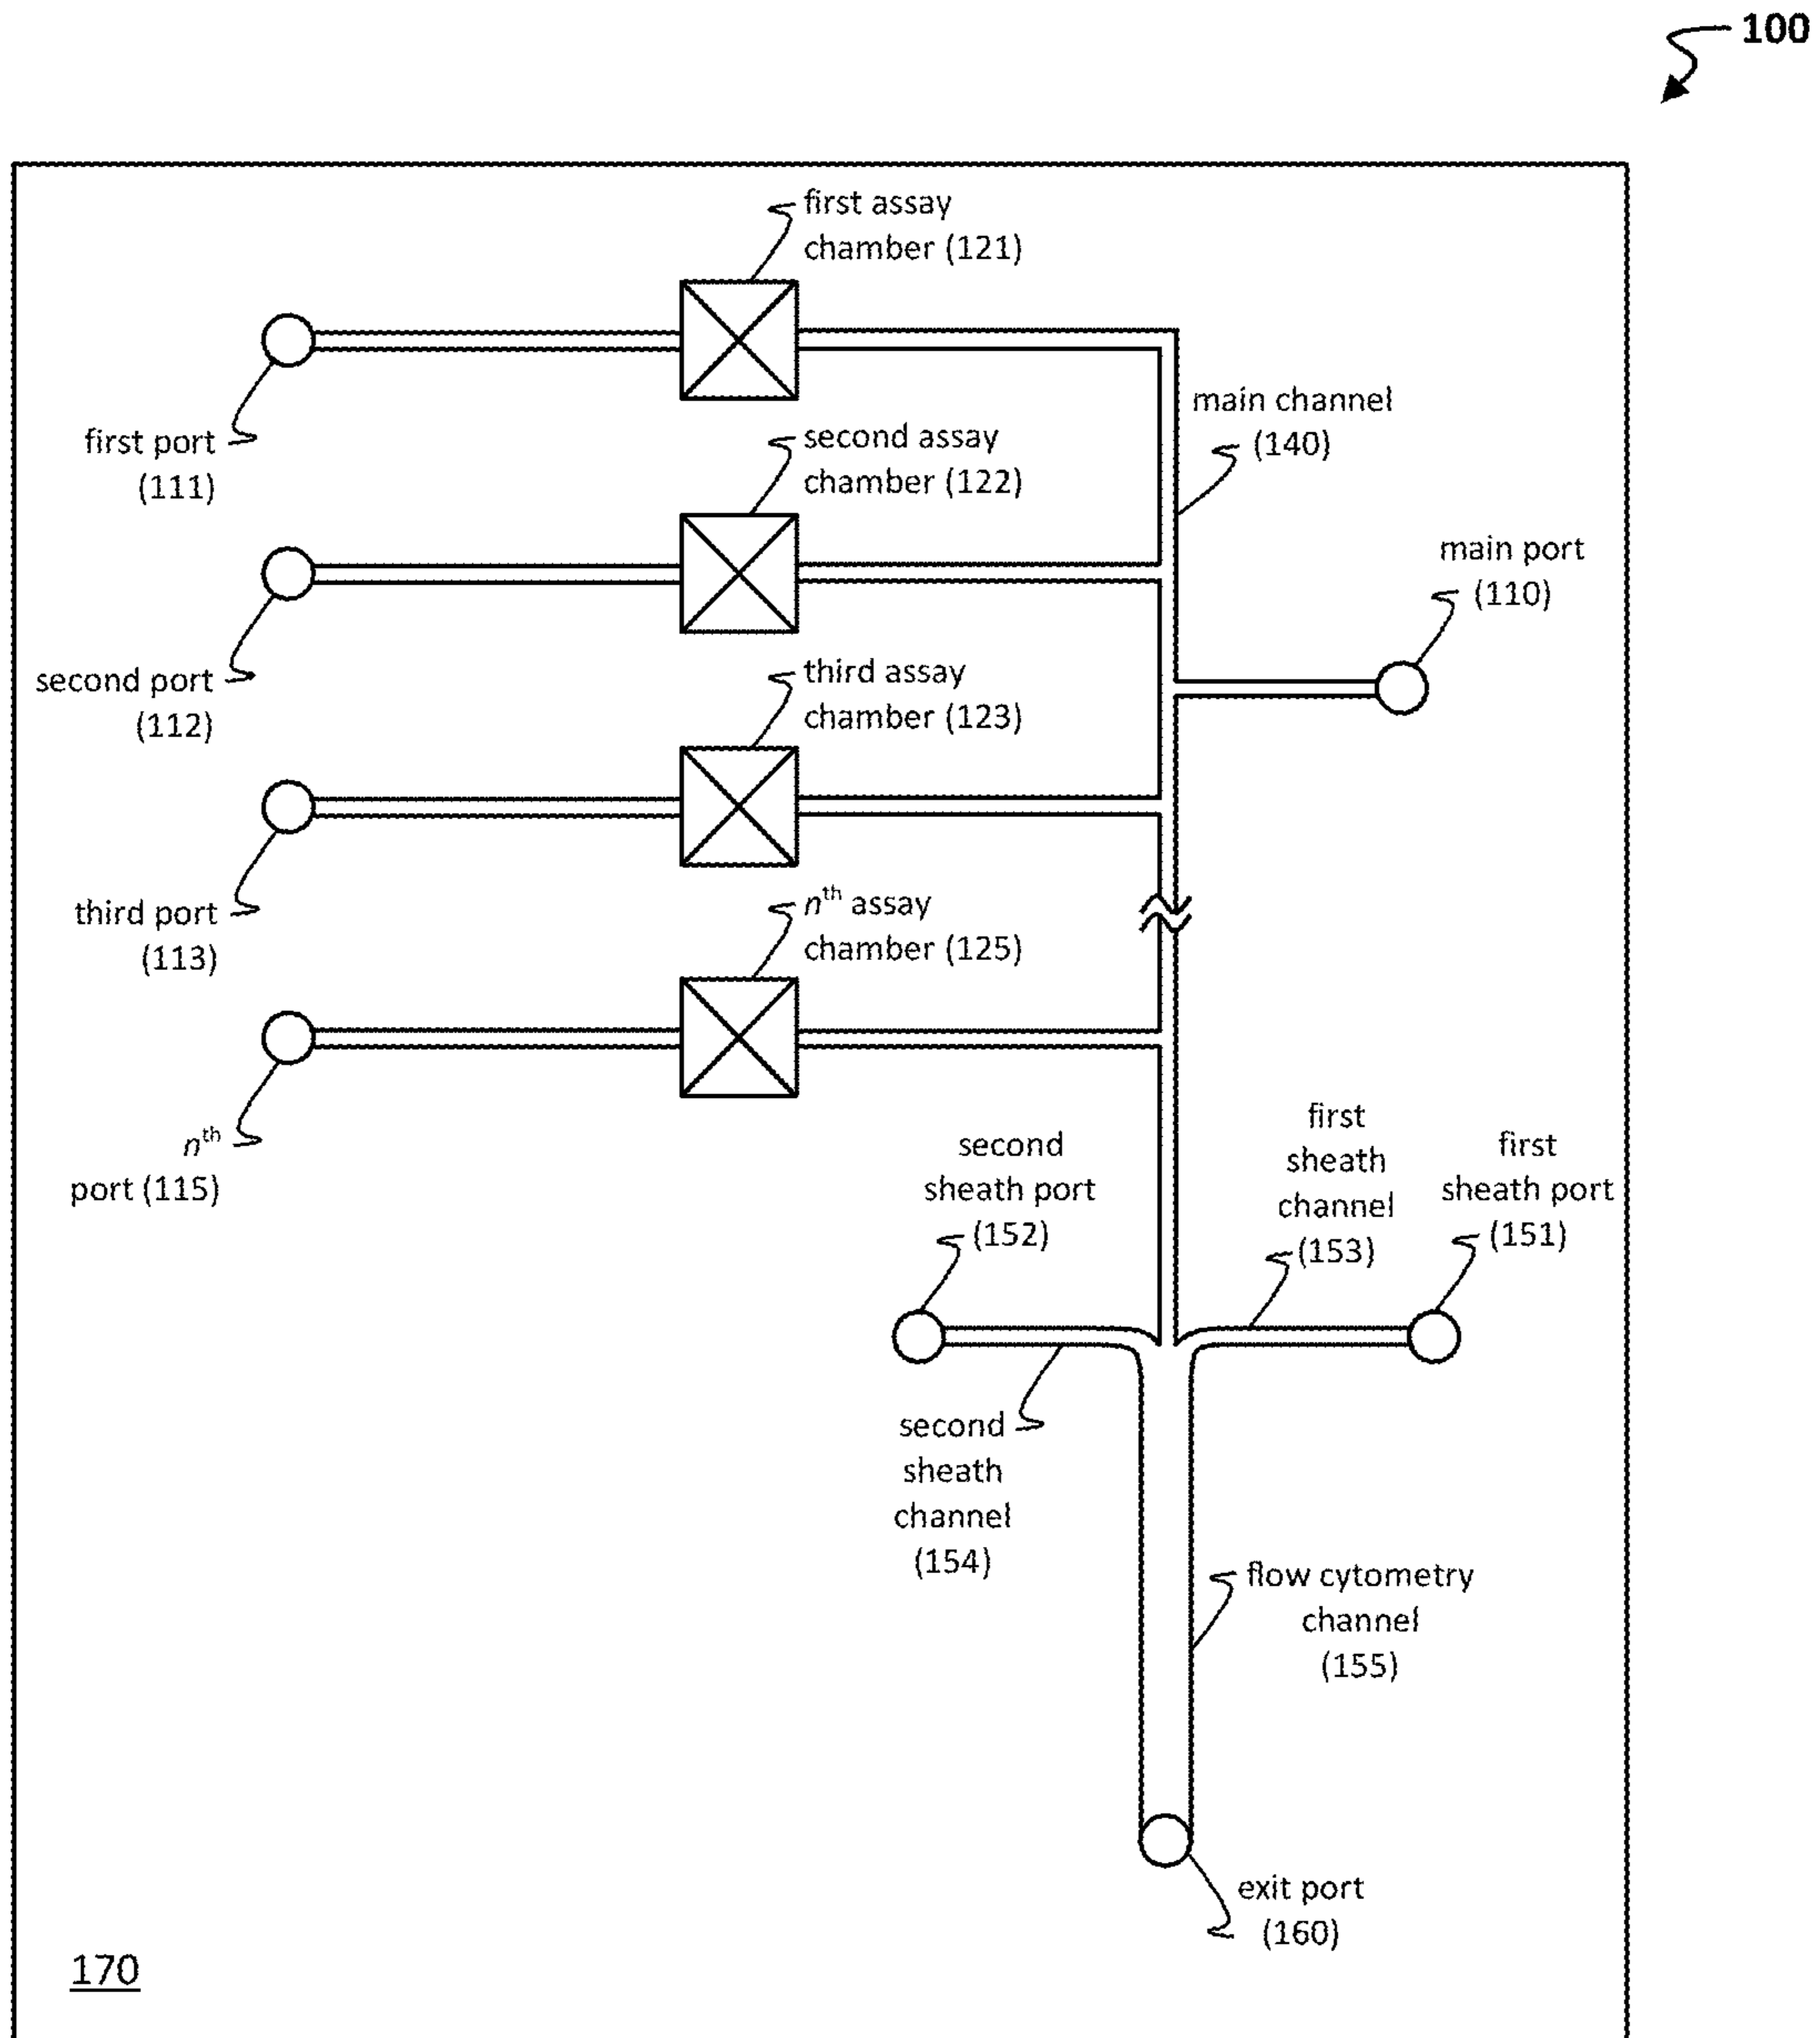 100
first assay
chamber (121)
main channel
(140)
first port
(111)
second assay
chamber (122)
main port
(110)
second port
(112)
third assay
chamber (123)
third port
(113)
nth assay
chamber (125)
nth
port (115)
second
sheath port
(152)
first
sheath
channel
(153)
first
sheath port
(151)
second
sheath
channel
(154)
flow cytometry
channel
(155)
exit port
(160)
170